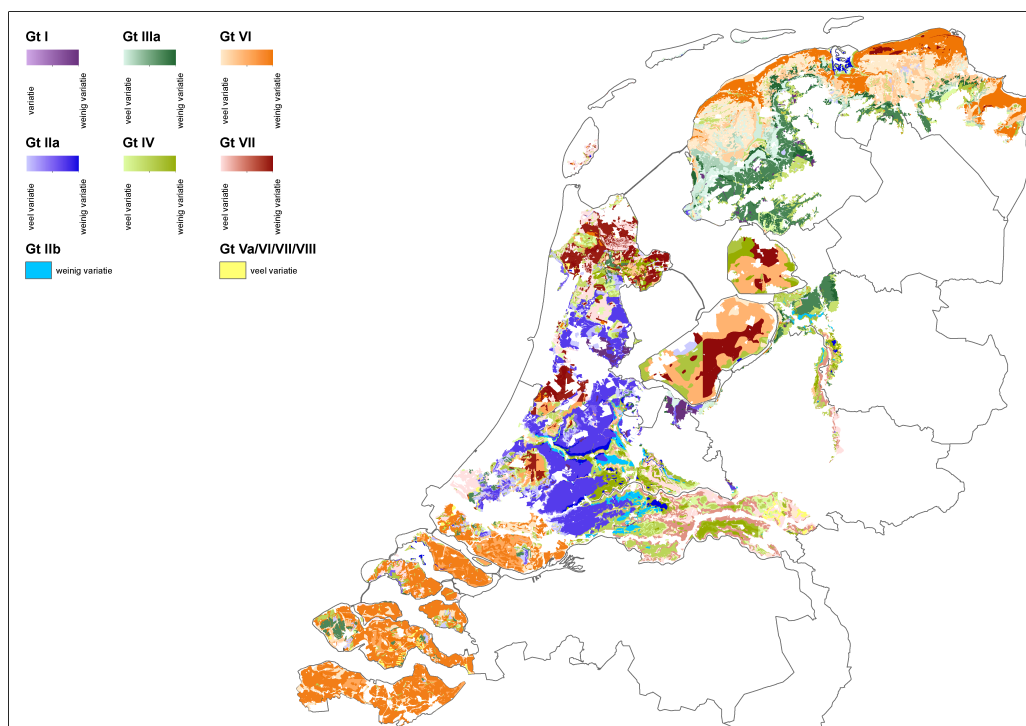 Gt I
variatie
weinig variatie
Gt IIIa
veel variatie
weinig variatie
Gt VI
veel variatie
weinig variatie
Gt IIa
veel variatie
weinig variatie
Gt IV
veel variatie
weinig variatie
Gt VII
veel variatie
weinig variatie
Gt IIb
weinig variatie
Gt Va/VI/VII/VIII
veel variatie